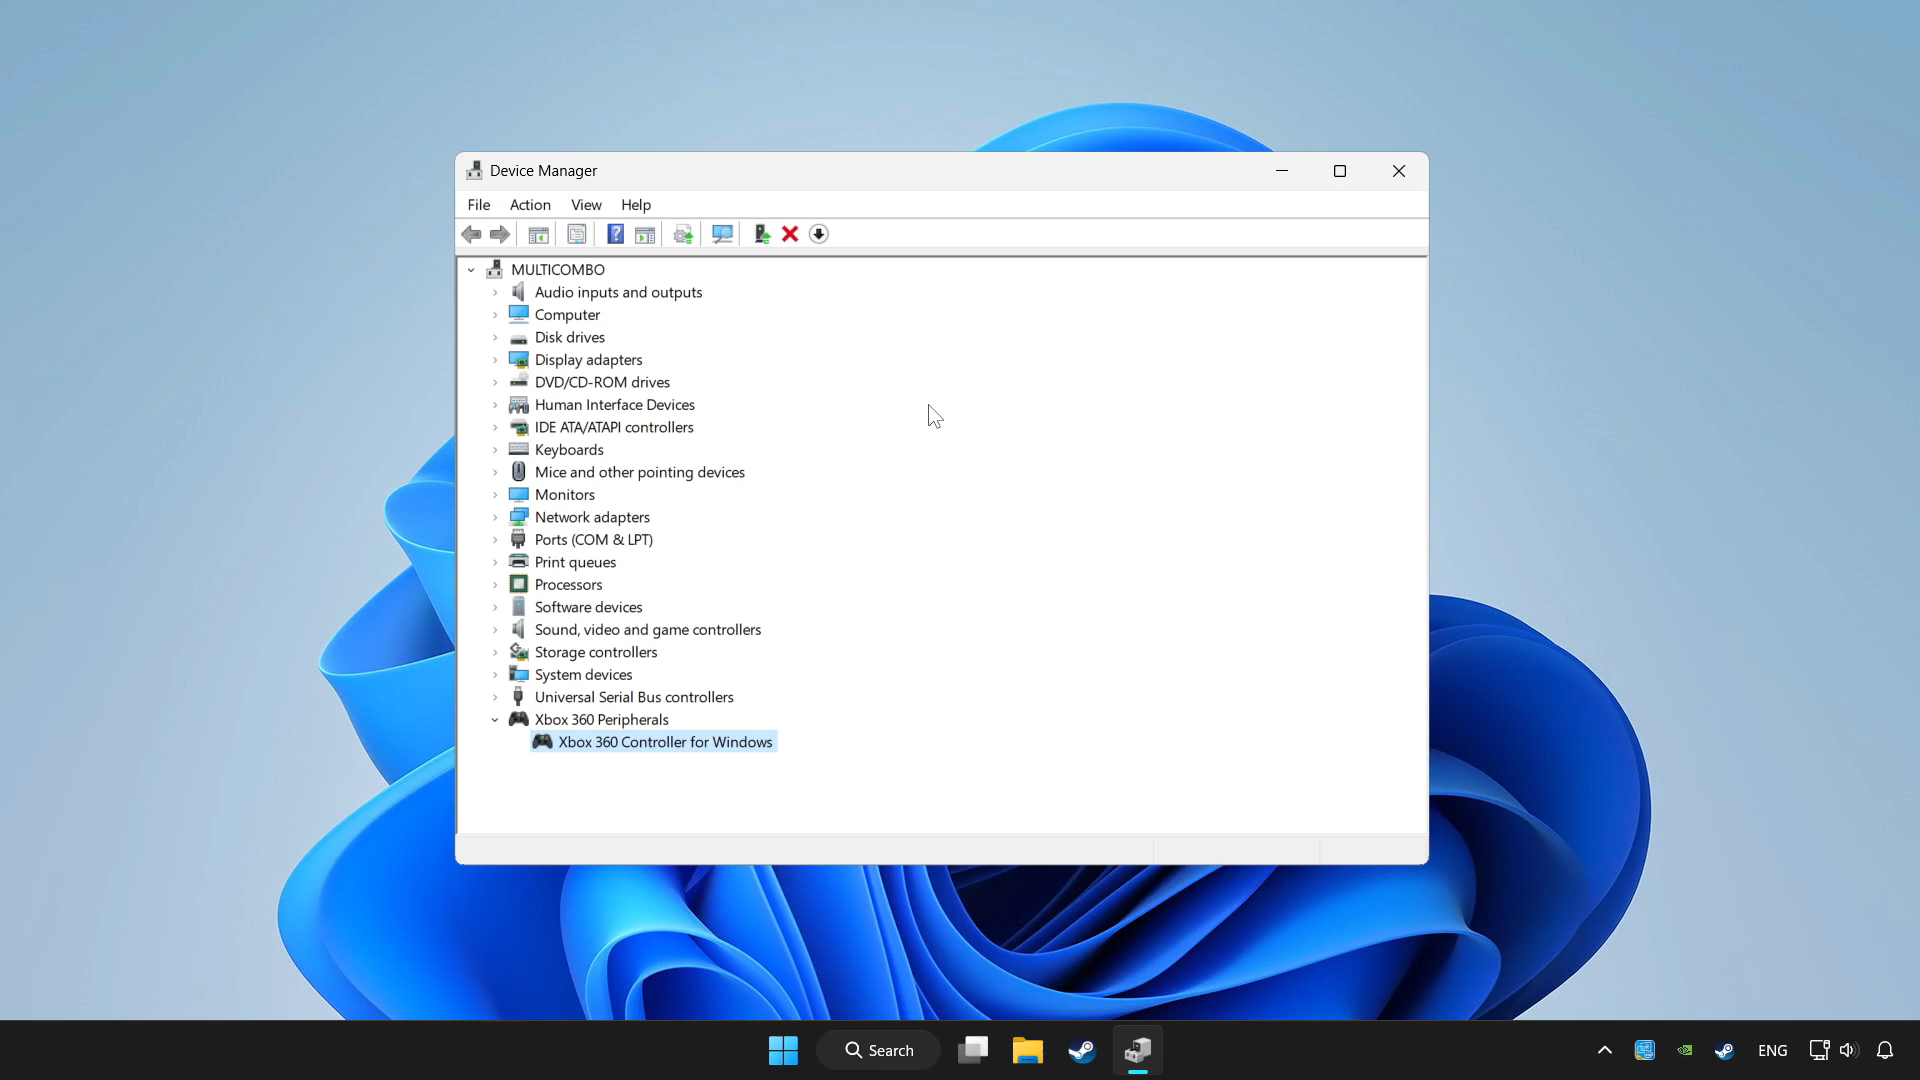 Device Manager
File Action View Help
MULTICOMBO
Audio inputs and outputs
Computer
Disk drives
Display adapters
DVD/CD-ROM drives
Human Interface Devices
IDE ATA/ATAPI controllers
Keyboards
Mice and other pointing devices
Monitors
Network adapters
Ports (COM & LPT)
Print queues
Processors
Software devices
Sound, video and game controllers
Storage controllers
System devices
Universal Serial Bus controllers
Xbox 360 Peripherals
Xbox 360 Controller for Windows
Search
ENG